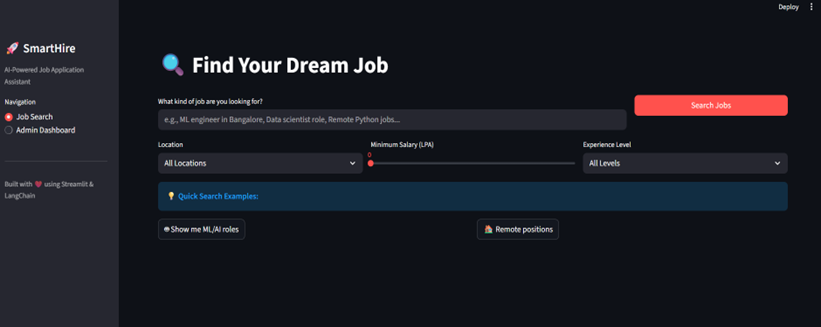 Deploy
🚀 SmartHire
AI-Powered Job Application
Assistant
Navigation
Job Search
Admin Dashboard
Built with ❤️ using Streamlit &
LangChain
🔍 Find Your Dream Job
What kind of job are you looking for?
e.g., ML engineer in Bangalore, Data scientist role, Remote Python jobs...
Search Jobs
Location
All Locations
Minimum Salary (LPA)
0
Experience Level
All Levels
💡 Quick Search Examples:
Show me ML/AI roles
🏠 Remote positions